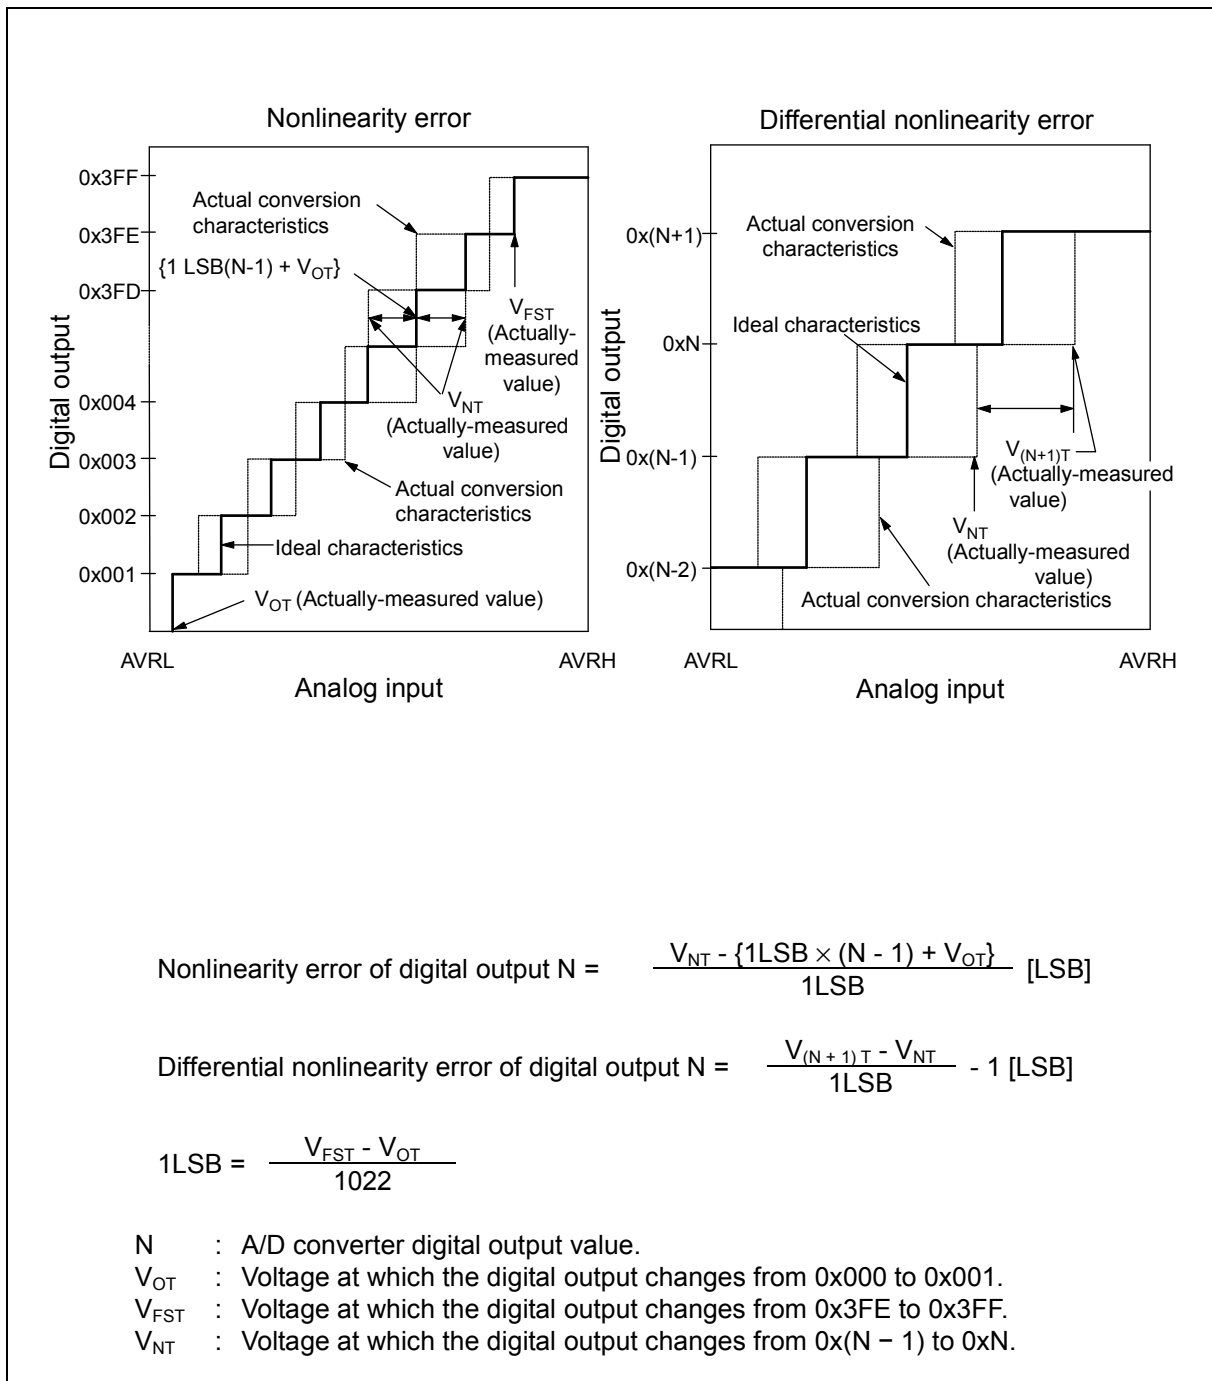 Nonlinearity error
0x3FF
0x3FE
0x3FD
0x004
0x003
0x002
0x001
Digital output
Actual conversion
characteristics
{1 LSB(N-1) + VOT}
VFST
(Actually-
measured
value)
VNT
(Actually-measured
value)
Actual conversion
characteristics
Ideal characteristics
VOT (Actually-measured value)
AVRL
AVRH
Analog input
Differential nonlinearity error
0x(N+1)
0xN
0x(N-1)
0x(N-2)
Digital output
Actual conversion
characteristics
Ideal characteristics
V(N+1)T
(Actually-measured
value)
VNT
(Actually-measured
value)
Actual conversion characteristics
AVRL
AVRH
Analog input
Nonlinearity error of digital output N =
VNT - {1LSB × (N - 1) + VOT}
1LSB
[LSB]
Differential nonlinearity error of digital output N =
V(N + 1) T - VNT
1LSB
- 1 [LSB]
1LSB =
VFST - VOT
1022
N : A/D converter digital output value.
VOT : Voltage at which the digital output changes from 0x000 to 0x001.
VFST : Voltage at which the digital output changes from 0x3FE to 0x3FF.
VNT : Voltage at which the digital output changes from 0x(N − 1) to 0xN.